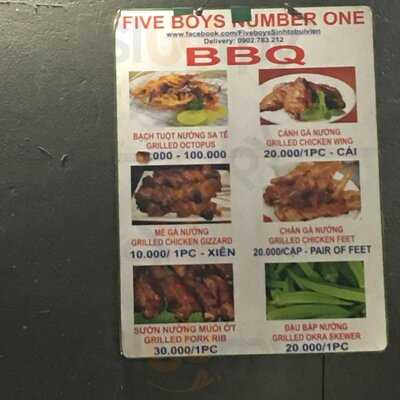 FIVE BOYS NUMBER ONE
www.facebook.com/FiveboysSinhtobuivien
Delivery: 0902.783.212
BBQ
BẠCH TUỘT NƯỚNG SA TẾ
GRILLED OCTOPUS
.000 - 100.000
CÁNH GÀ NƯỚNG
GRILLED CHICKEN WING
20.000/1PC - CÁI
MỀ GÀ NƯỚNG
GRILLED CHICKEN GIZZARD
10.000/ 1PC - XIÊN
CHÂN GÀ NƯỚNG
GRILLED CHICKEN FEET
20.000/CẶP - PAIR OF FEET
SƯỜN NƯỚNG MUỐI ỚT
GRILLED PORK RIB
30.000/1PC
ĐẬU BẮP NƯỚNG
GRILLED OKRA SKEWER
20.000/1PC